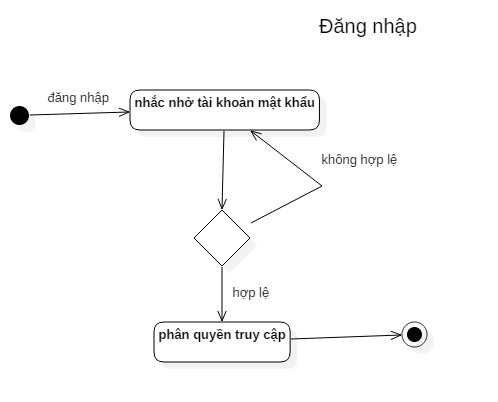 Đăng nhập
đăng nhập
nhắc nhở tài khoản mật khẩu
không hợp lệ
hợp lệ
phân quyền truy cập